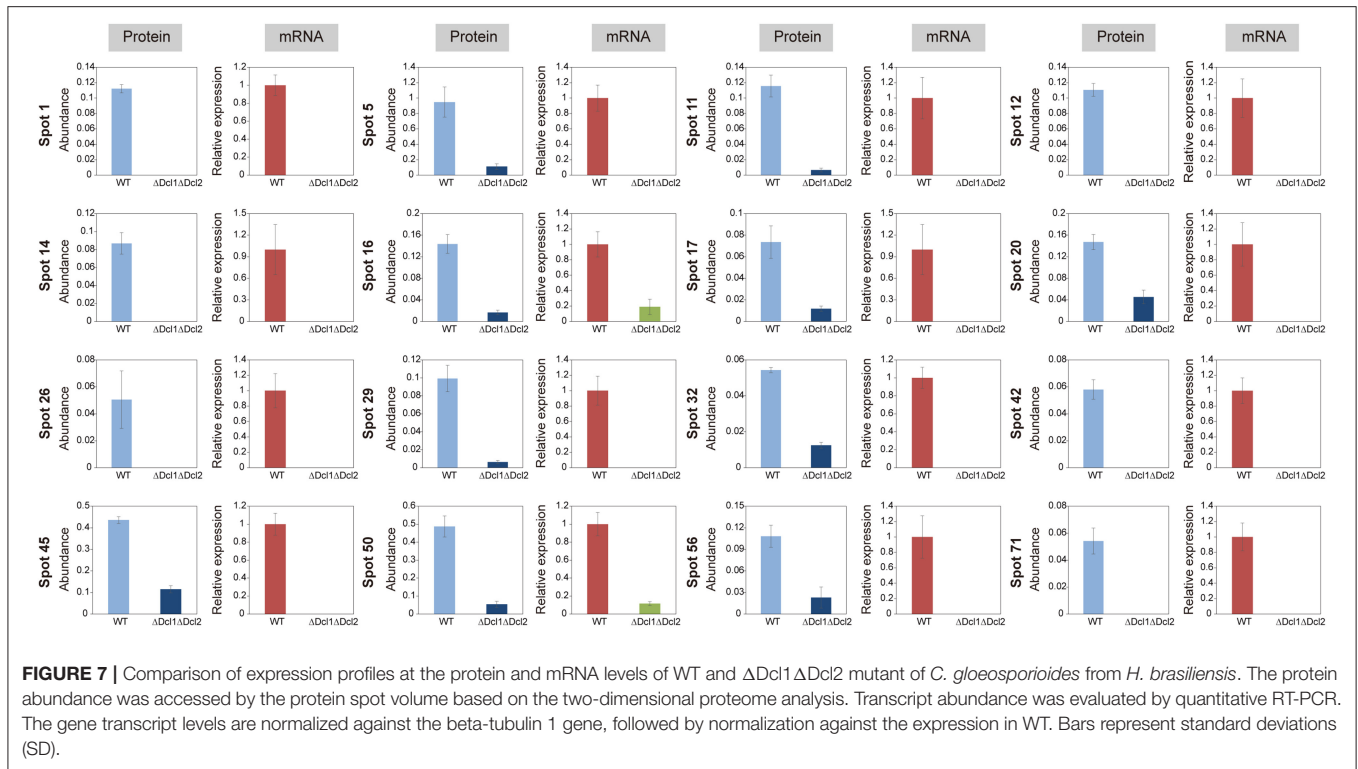 Protein mRNA Protein mRNA Protein mRNA Protein mRNA
Spot 1
Abundance
0.14
0.12
0.1
0.08
0.06
0.04
0.02
0
WT ΔDcl1ΔDcl2
Relative expression
1.2
1
0.8
0.6
0.4
0.2
0
WT ΔDcl1ΔDcl2
Spot 5
Abundance
1.4
1.2
1
0.8
0.6
0.4
0.2
0
WT ΔDcl1ΔDcl2
Relative expression
1.4
1.2
1
0.8
0.6
0.4
0.2
0
WT ΔDcl1ΔDcl2
Spot 11
Abundance
0.14
0.12
0.1
0.08
0.06
0.04
0.02
0
WT ΔDcl1ΔDcl2
Relative expression
1.4
1.2
1
0.8
0.6
0.4
0.2
0
WT ΔDcl1ΔDcl2
Spot 12
Abundance
0.14
0.12
0.1
0.08
0.06
0.04
0.02
0
WT ΔDcl1ΔDcl2
Relative expression
1.4
1.2
1
0.8
0.6
0.4
0.2
0
WT ΔDcl1ΔDcl2
Spot 14
Abundance
0.12
0.1
0.08
0.06
0.04
0.02
0
WT ΔDcl1ΔDcl2
Relative expression
1.5
1.2
0.9
0.6
0.3
0
WT ΔDcl1ΔDcl2
Spot 16
Abundance
0.2
0.16
0.12
0.08
0.04
0
WT ΔDcl1ΔDcl2
Relative expression
1.4
1.2
1
0.8
0.6
0.4
0.2
0
WT ΔDcl1ΔDcl2
Spot 17
Abundance
0.1
0.08
0.06
0.04
0.02
0
WT ΔDcl1ΔDcl2
Relative expression
1.5
1.2
0.9
0.6
0.3
0
WT ΔDcl1ΔDcl2
Spot 20
Abundance
0.2
0.16
0.12
0.08
0.04
0
WT ΔDcl1ΔDcl2
Relative expression
1.4
1.2
1
0.8
0.6
0.4
0.2
0
WT ΔDcl1ΔDcl2
Spot 26
Abundance
0.08
0.06
0.04
0.02
0
WT ΔDcl1ΔDcl2
Relative expression
1.4
1.2
1
0.8
0.6
0.4
0.2
0
WT ΔDcl1ΔDcl2
Spot 29
Abundance
0.12
0.1
0.08
0.06
0.04
0.02
0
WT ΔDcl1ΔDcl2
Relative expression
1.4
1.2
1
0.8
0.6
0.4
0.2
0
WT ΔDcl1ΔDcl2
Spot 32
Abundance
0.06
0.04
0.02
0
WT ΔDcl1ΔDcl2
Relative expression
1.2
1
0.8
0.6
0.4
0.2
0
WT ΔDcl1ΔDcl2
Spot 42
Abundance
0.08
0.06
0.04
0.02
0
WT ΔDcl1ΔDcl2
Relative expression
1.4
1.2
1
0.8
0.6
0.4
0.2
0
WT ΔDcl1ΔDcl2
Spot 45
Abundance
0.5
0.4
0.3
0.2
0.1
0
WT ΔDcl1ΔDcl2
Relative expression
1.2
1
0.8
0.6
0.4
0.2
0
WT ΔDcl1ΔDcl2
Spot 50
Abundance
0.6
0.5
0.4
0.3
0.2
0.1
0
WT ΔDcl1ΔDcl2
Relative expression
1.2
1
0.8
0.6
0.4
0.2
0
WT ΔDcl1ΔDcl2
Spot 56
Abundance
0.15
0.12
0.09
0.06
0.03
0
WT ΔDcl1ΔDcl2
Relative expression
1.4
1.2
1
0.8
0.6
0.4
0.2
0
WT ΔDcl1ΔDcl2
Spot 71
Abundance
0.08
0.06
0.04
0.02
0
WT ΔDcl1ΔDcl2
Relative expression
1.4
1.2
1
0.8
0.6
0.4
0.2
0
WT ΔDcl1ΔDcl2
FIGURE 7 | Comparison of expression profiles at the protein and mRNA levels of WT and ΔDcl1ΔDcl2 mutant of C. gloeosporioides from H. brasiliensis. The protein
abundance was accessed by the protein spot volume based on the two-dimensional proteome analysis. Transcript abundance was evaluated by quantitative RT-PCR.
The gene transcript levels are normalized against the beta-tubulin 1 gene, followed by normalization against the expression in WT. Bars represent standard deviations
(SD).